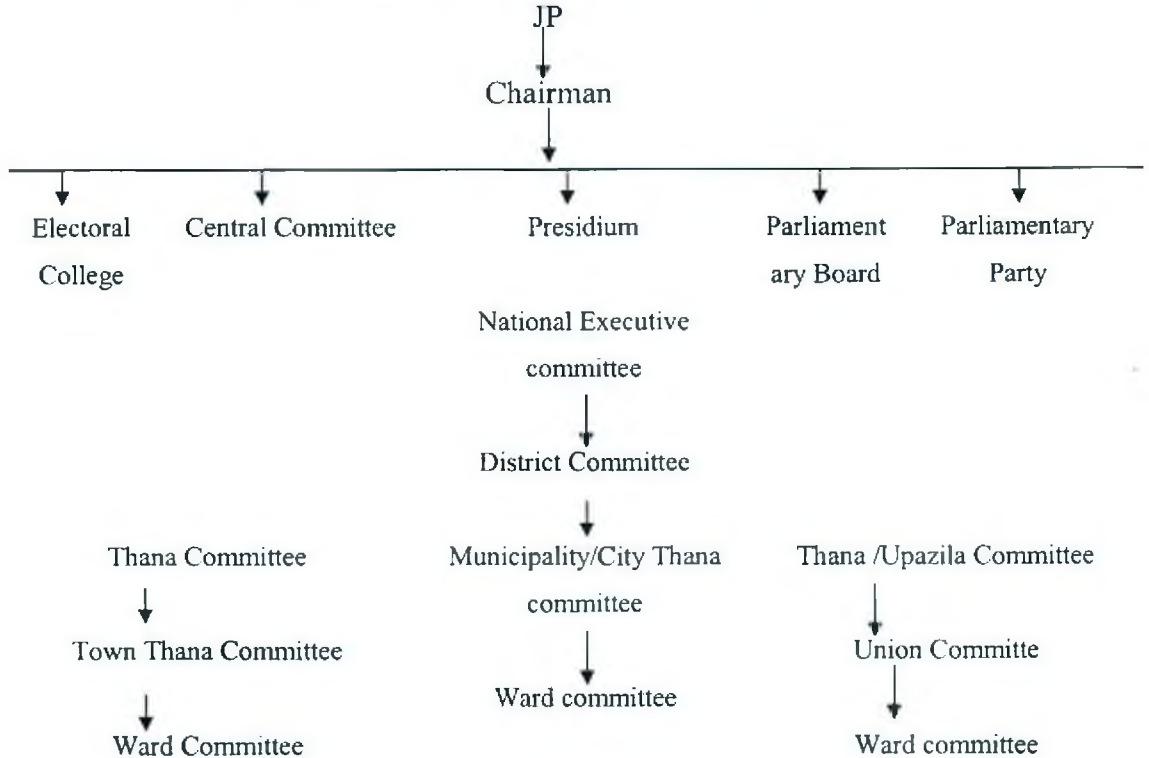 JP
Chairman
Electoral College
Central Committee
Presidium
Parliament
ary Board
Parliamentary
Party
National Executive
committee
District Committee
Thana Committee
Municipality/City Thana
committee
Thana /Upazila Committee
Town Thana Committee
Union Committe
Ward committee
Ward Committee
Ward committee